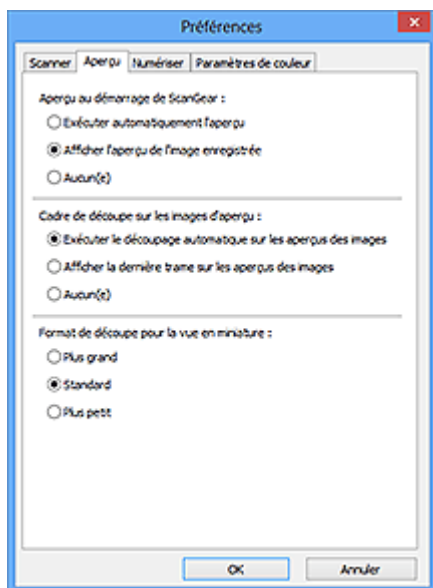 Préférences
Scanner Aperçu Numériser Paramètres de couleur
Aperçu au démarrage de ScanGear :
Exécuter automatiquement l'aperçu
Afficher l'aperçu de l'image enregistrée
Aucun(e)
Cadre de découpe sur les images d'aperçu :
Exécuter le découpage automatique sur les aperçus des images
Afficher la dernière trame sur les aperçus des images
Aucun(e)
Format de découpe pour la vue en miniature :
Plus grand
Standard
Plus petit
OK Annuler